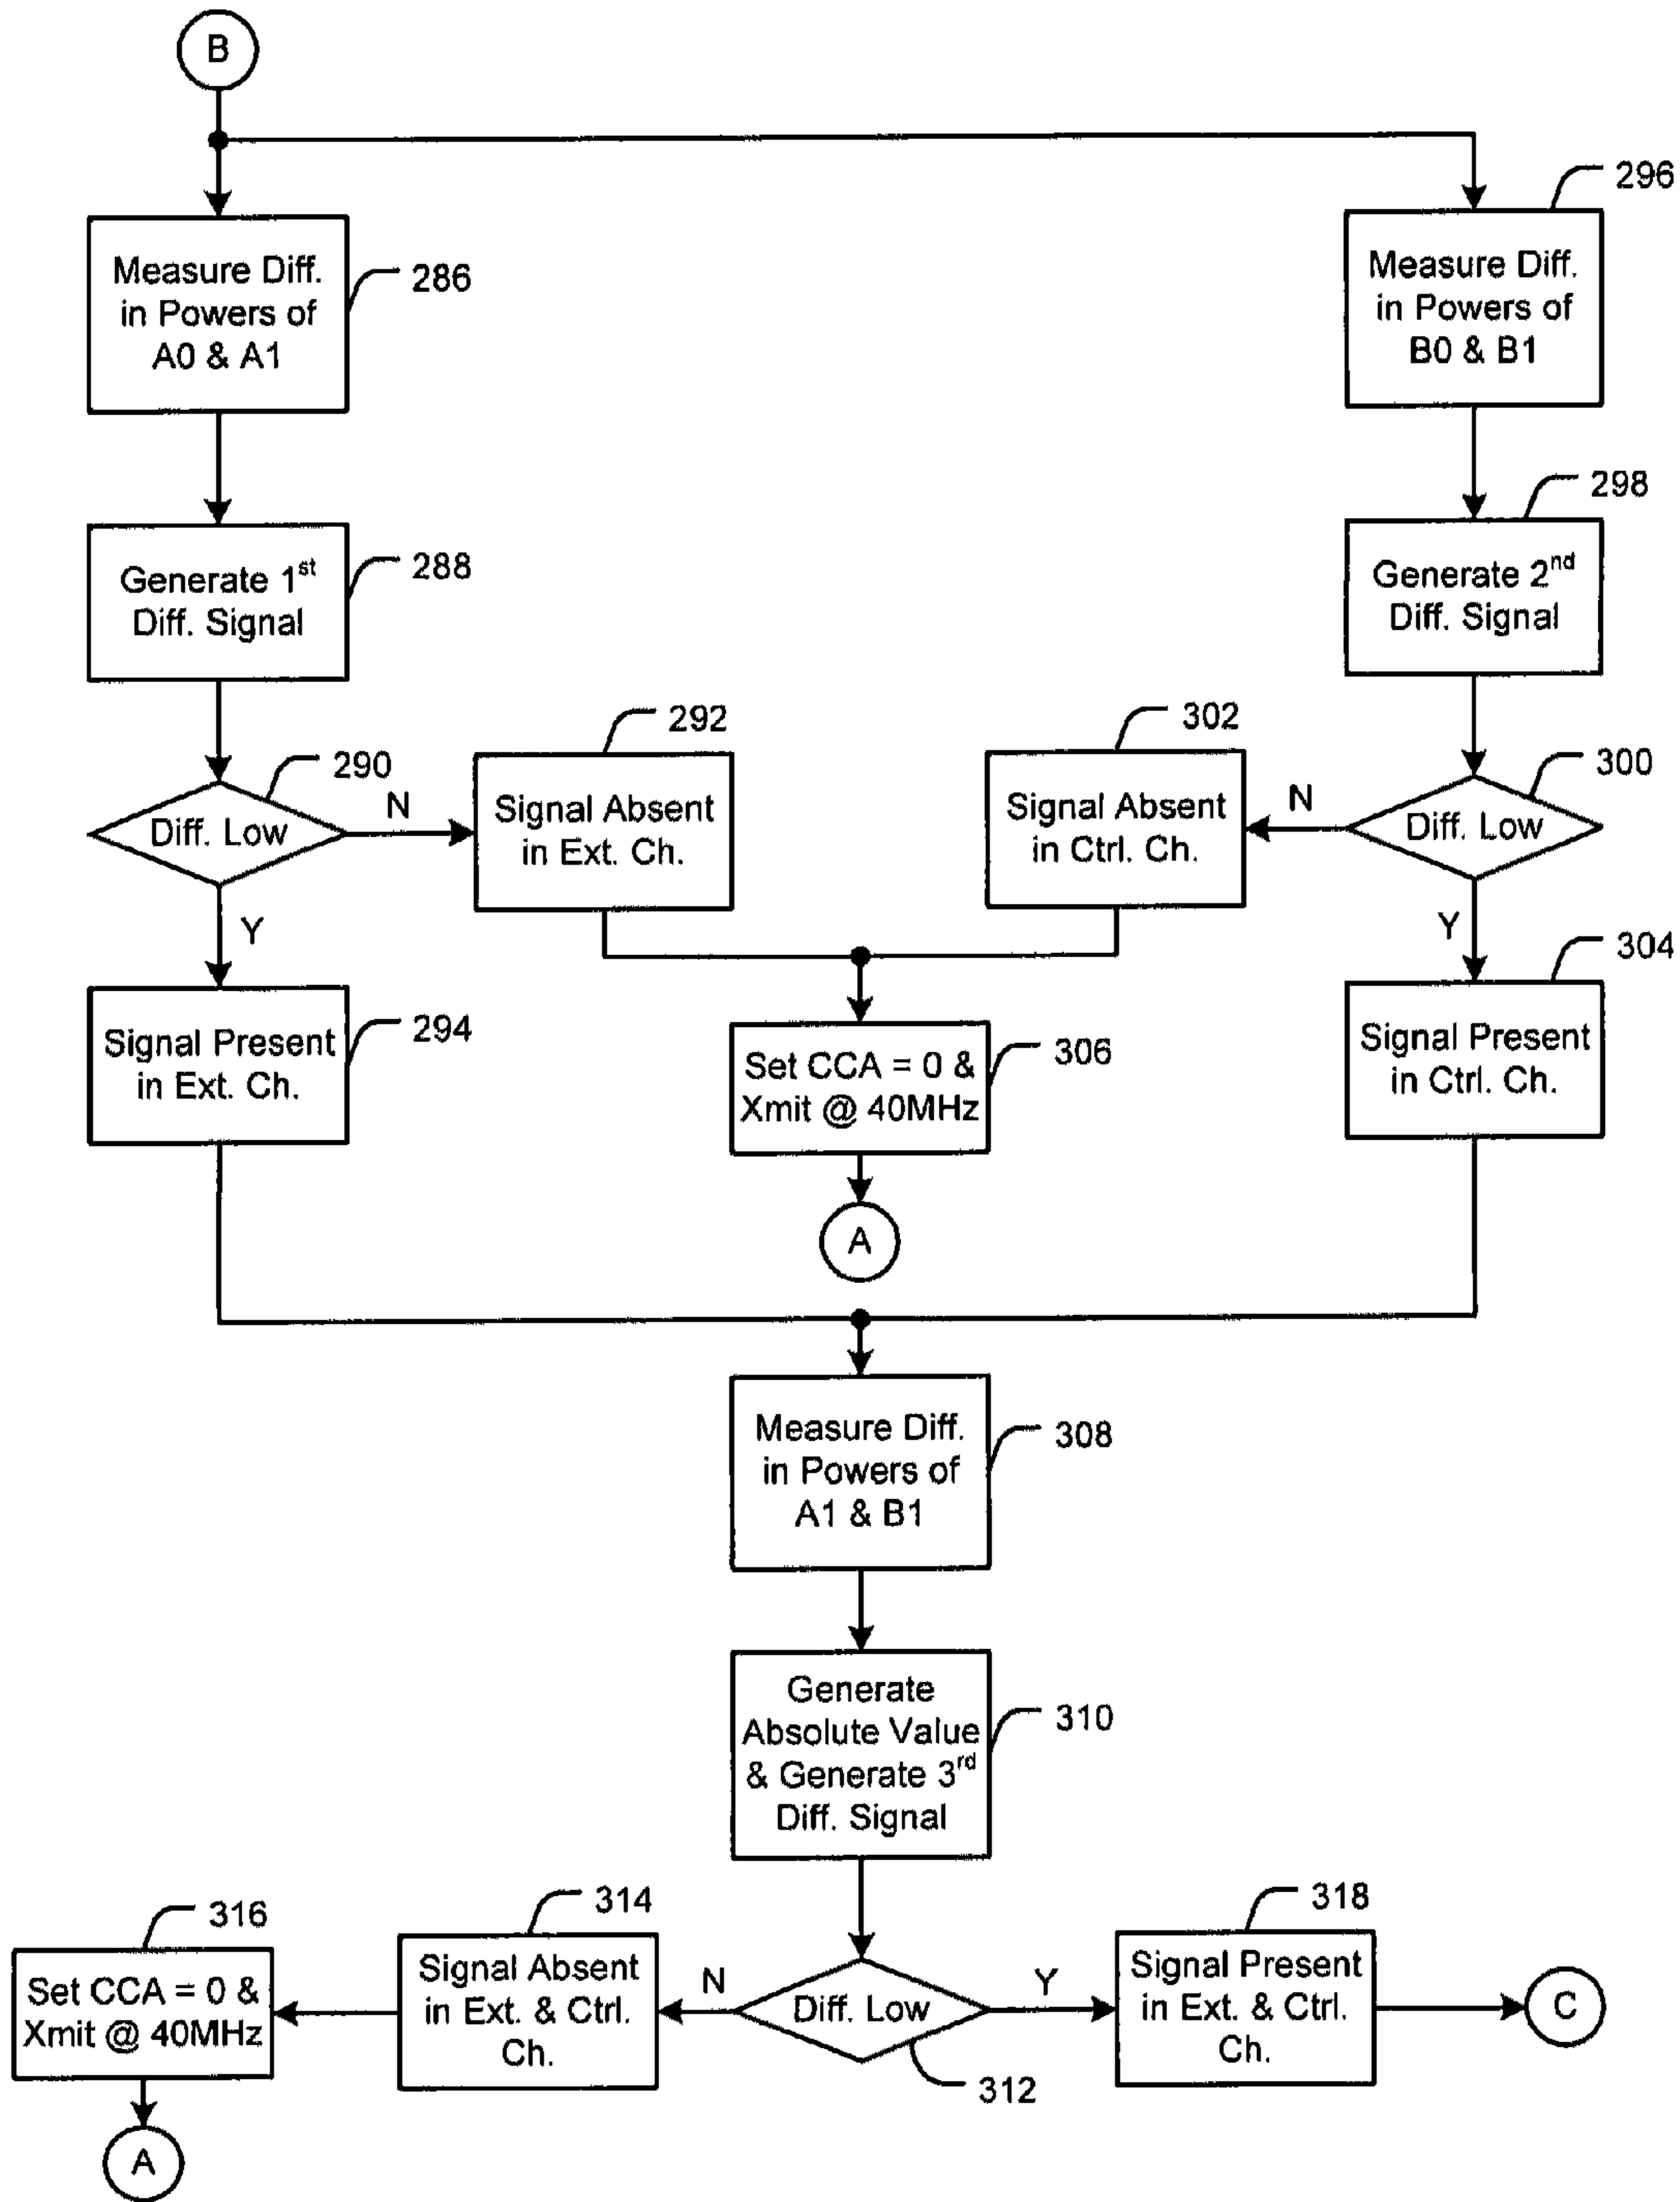 B
296
Measure Diff.
in Powers of
A0 & A1
286
Measure Diff.
in Powers of
B0 & B1
298
Generate 1st
Diff. Signal
288
Generate 2nd
Diff. Signal
292
302
290
300
Diff. Low
N
Signal Absent
in Ext. Ch.
Signal Absent
in Ctrl. Ch.
N
Diff. Low
Y
Y
304
Signal Present
in Ext. Ch.
294
Set CCA = 0 &
Xmit @ 40MHz
306
Signal Present
in Ctrl. Ch.
A
Measure Diff.
in Powers of
A1 & B1
308
Generate
Absolute Value
& Generate 3rd
Diff. Signal
310
316
314
318
Set CCA = 0 &
Xmit @ 40MHz
Signal Absent
in Ext. & Ctrl.
Ch.
N
Diff. Low
Y
Signal Present
in Ext. & Ctrl.
Ch.
C
312
A